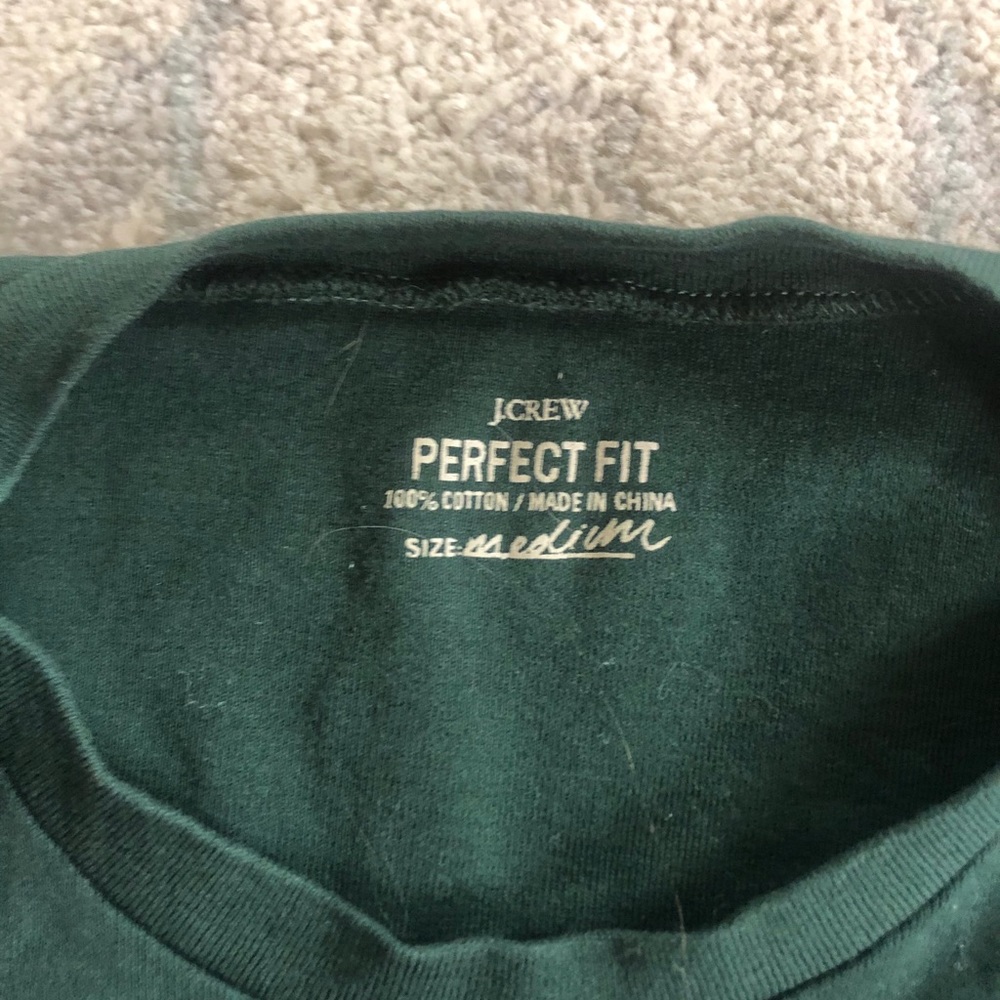 J.CREW
PERFECT FIT
100% COTTON / MADE IN CHINA
SIZE: medium